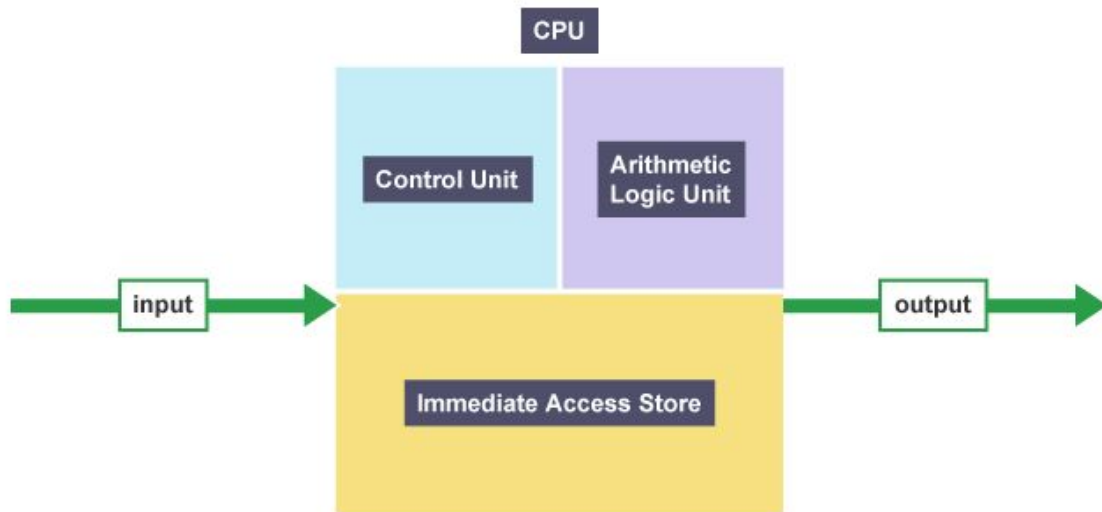 CPU
Control Unit
Arithmetic
Logic Unit
input
output
Immediate Access Store